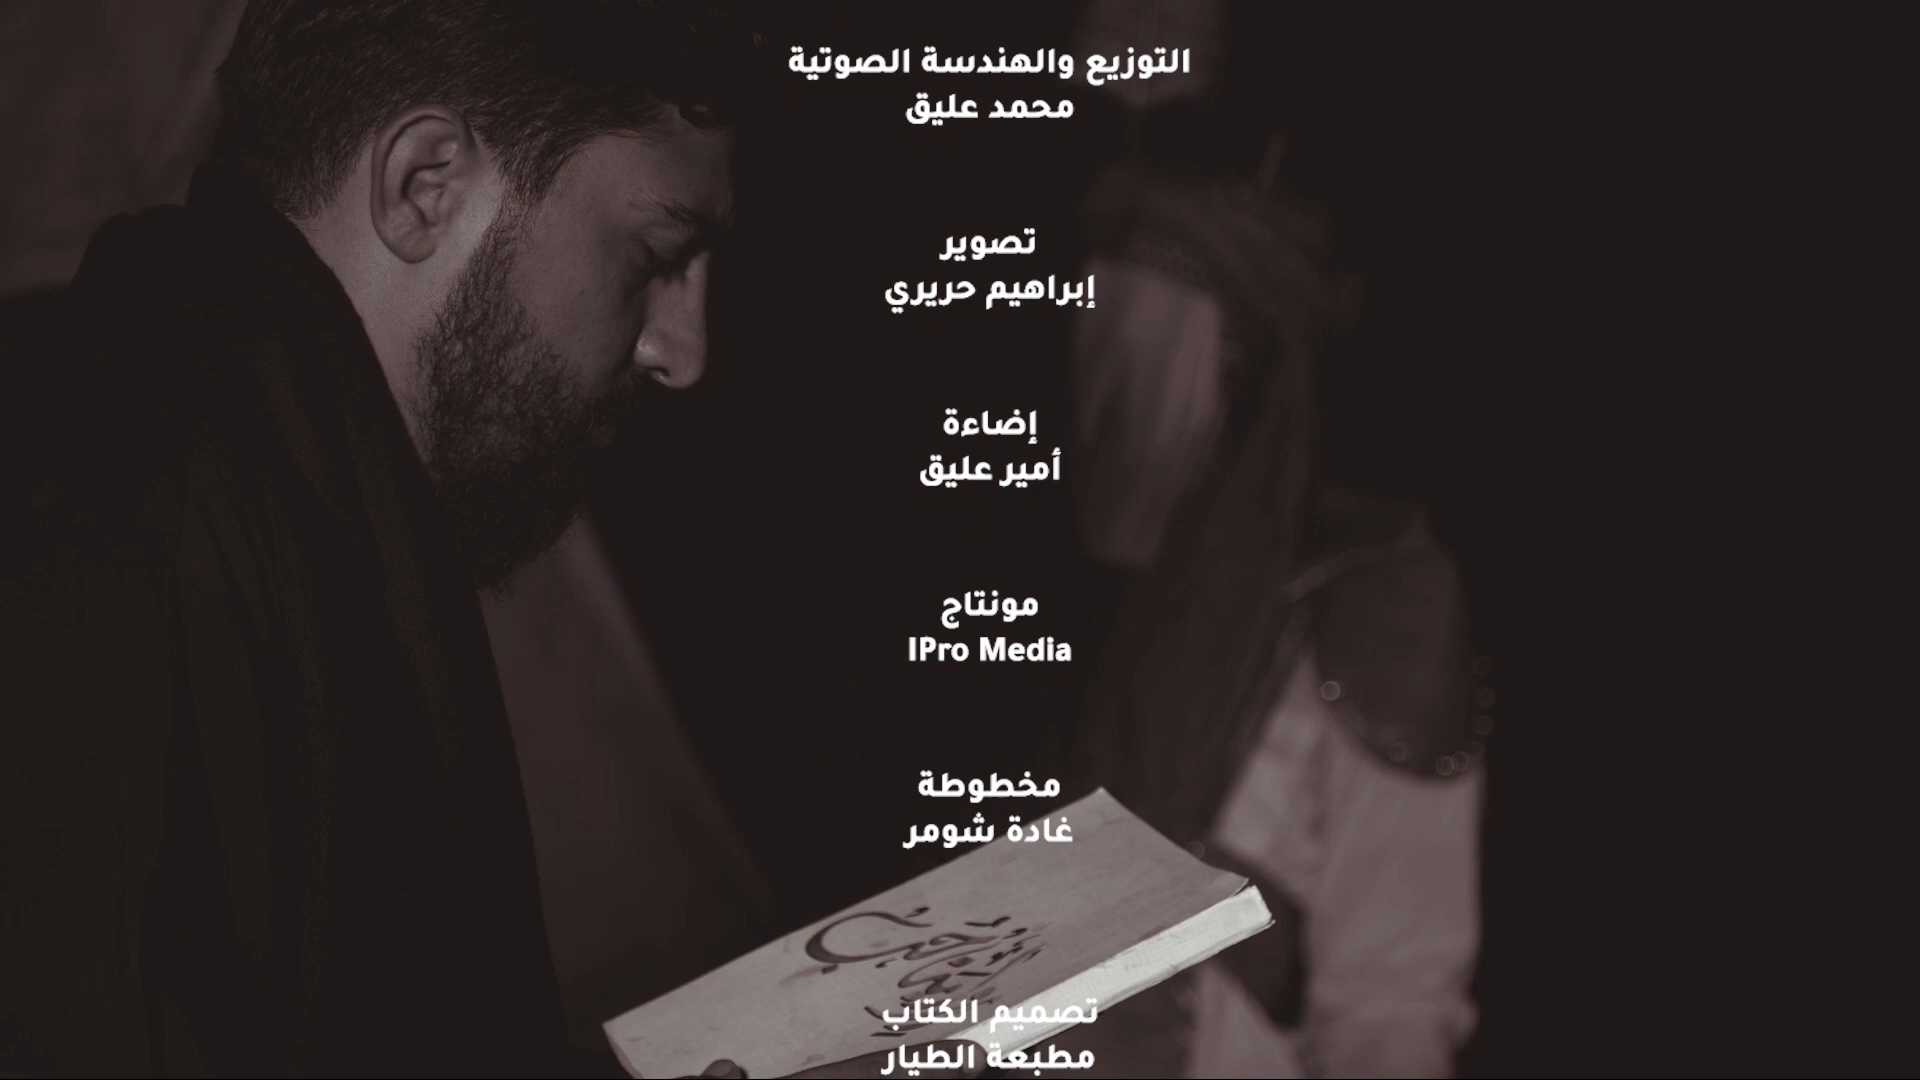 التوزيع والهندسة الصوتية
محمد عليق
تصوير
إبراهيم حريري
إضاءة
أمير عليق
مونتاج
IPro Media
مخطوطة
غادة شومر
تصميم الكتاب
مطبعة الطيار